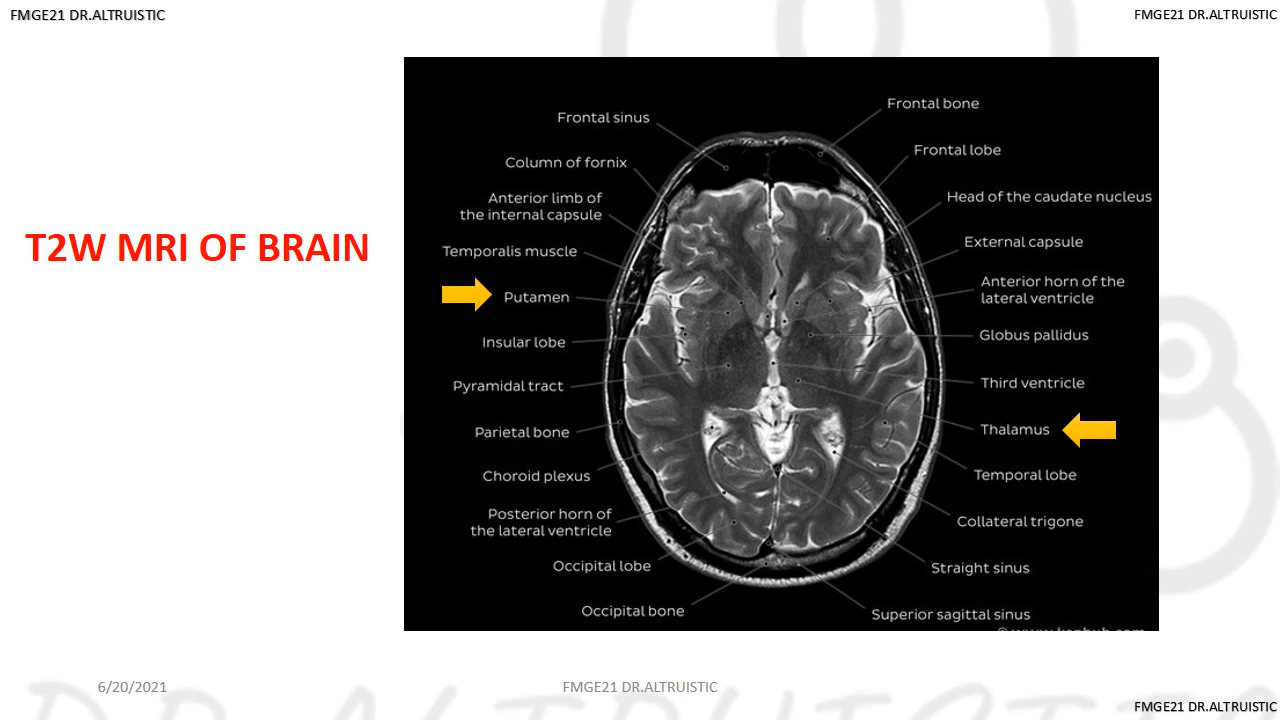 FMGE21 DR.ALTRUISTIC
FMGE21 DR.ALTRUISTIC
T2W MRI OF BRAIN
Frontal sinus
Column of fornix
Anterior limb of
the internal capsule
Temporalis muscle
Putamen
Insular lobe
Pyramidal tract
Parietal bone
Choroid plexus
Posterior horn of
the lateral ventricle
Occipital lobe
Occipital bone
Frontal bone
Frontal lobe
Head of the caudate nucleus
External capsule
Anterior horn of the
lateral ventricle
Globus pallidus
Third ventricle
Thalamus
Temporal lobe
Collateral trigone
Straight sinus
Superior sagittal sinus
6/20/2021
FMGE21 DR.ALTRUISTIC
FMGE21 DR.ALTRUISTIC